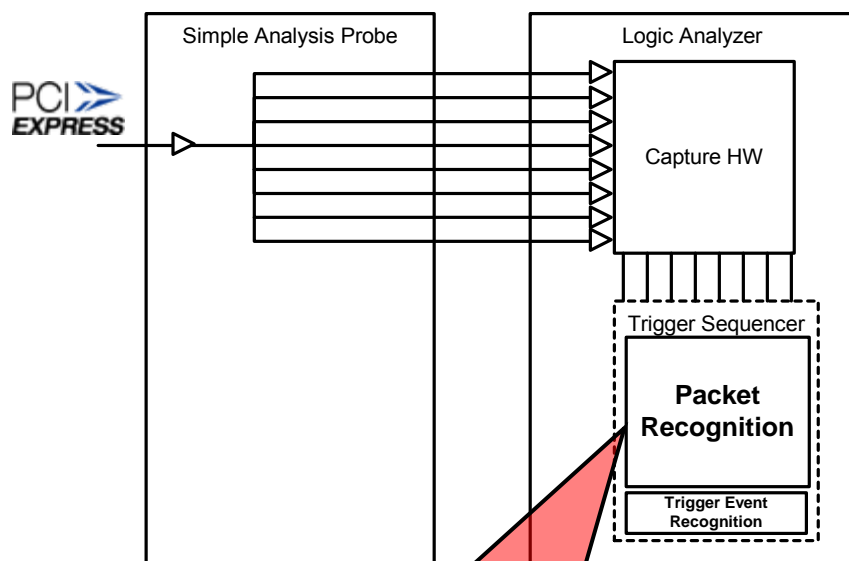 Simple Analysis Probe
Logic Analyzer
PCI
EXPRESS
Capture HW
Trigger Sequencer
Packet
Recognition
Trigger Event
Recognition